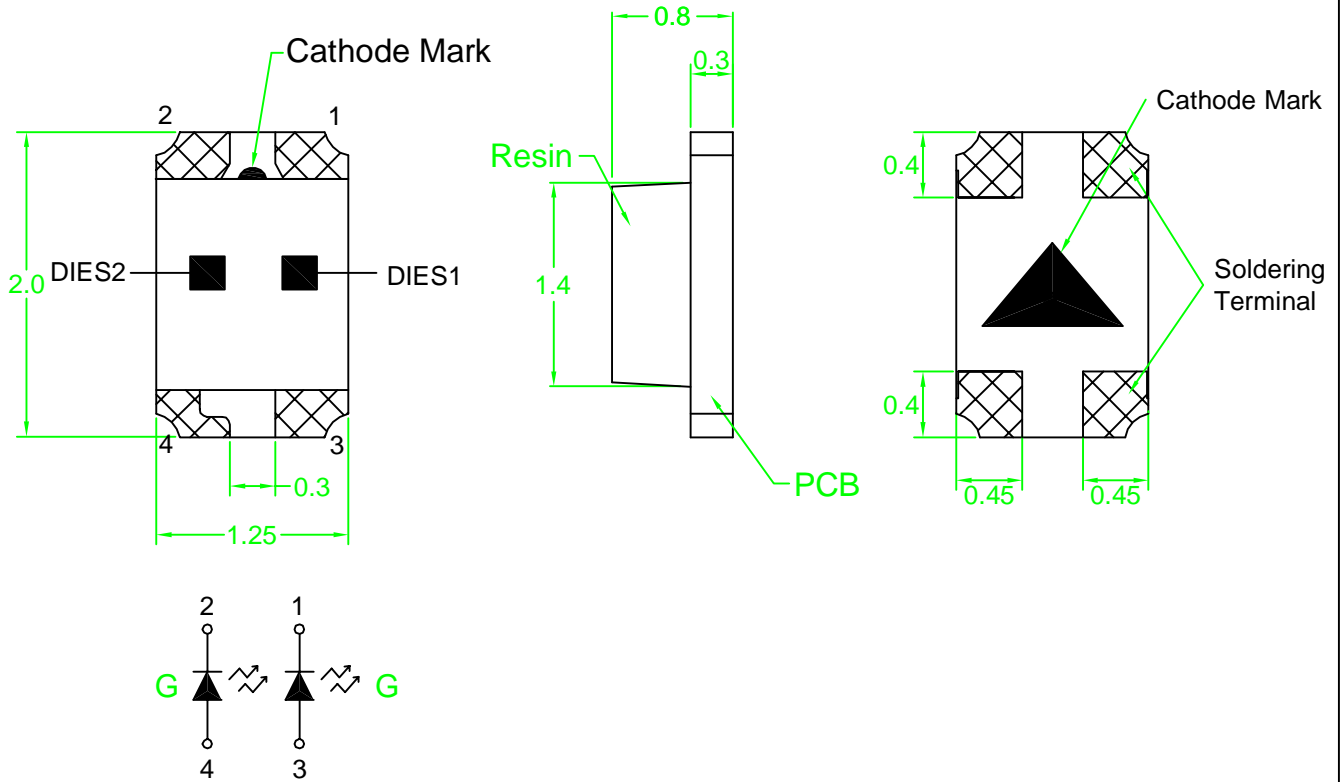 Cathode Mark
2
1
2.0
DIES2
DIES1
4
3
0.3
1.25
0.8
0.3
Resin
1.4
PCB
Cathode Mark
0.4
Soldering
Terminal
0.4
0.45
0.45
2
1
G
G
4
3